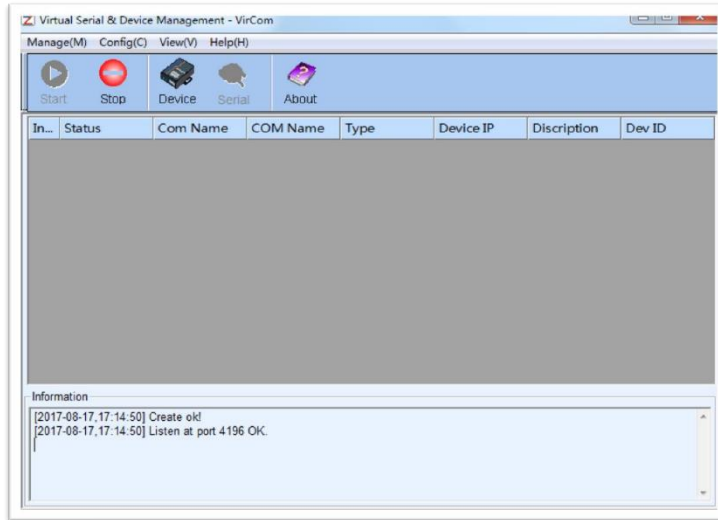 Virtual Serial & Device Management - VirCom
Manage(M) Config(C) View(V) Help(H)
Start Stop Device Serial About
In... Status Com Name COM Name Type Device IP Discription Dev ID
Information
[2017-08-17,17:14:50] Create ok!
[2017-08-17,17:14:50] Listen at port 4196 OK.